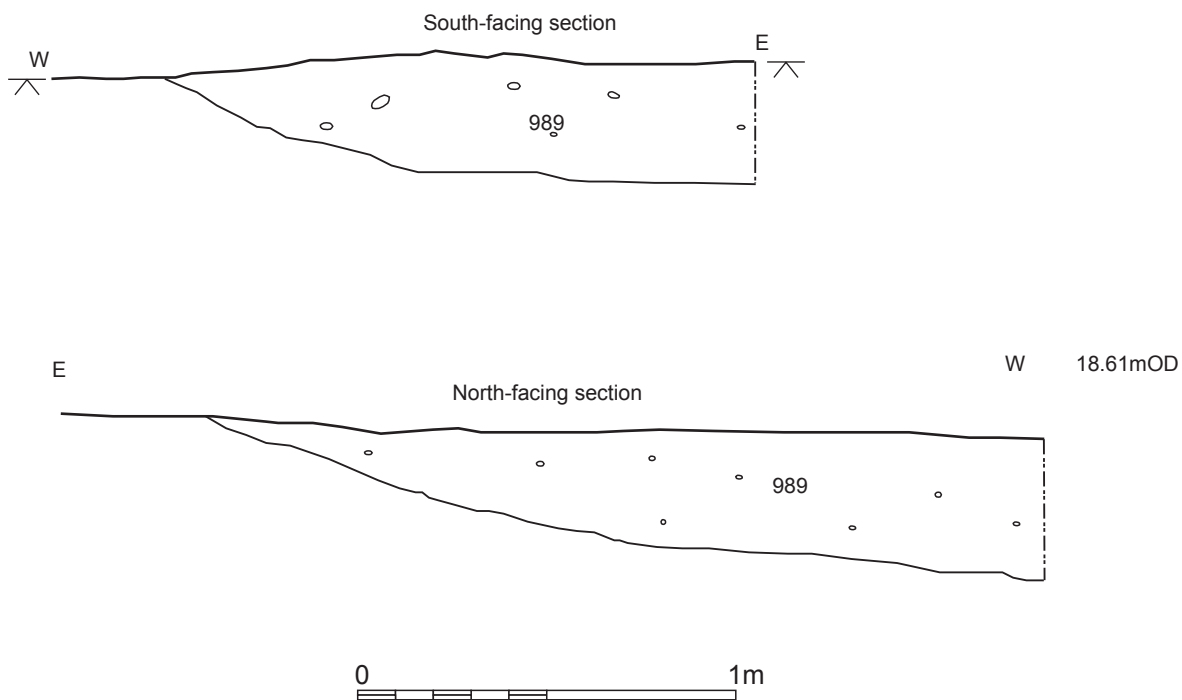 South-facing section
W
E
989
E
W 18.61mOD
North-facing section
989
0 1m